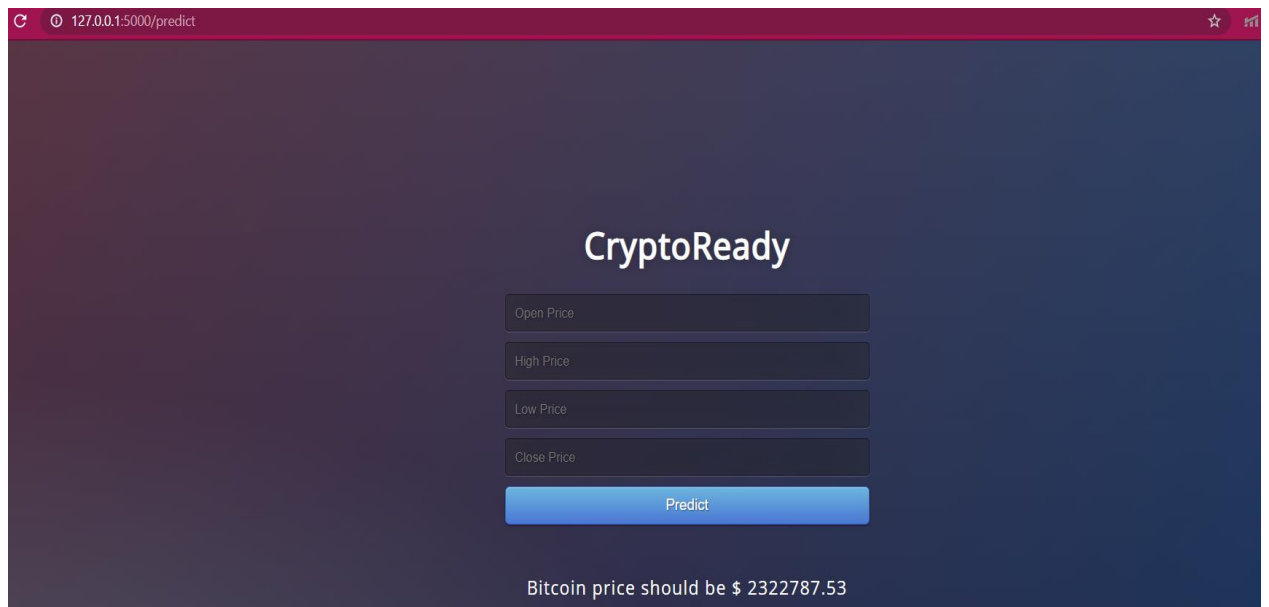 127.0.0.1:5000/predict
CryptoReady
Open Price
High Price
Low Price
Close Price
Predict
Bitcoin price should be $ 2322787.53